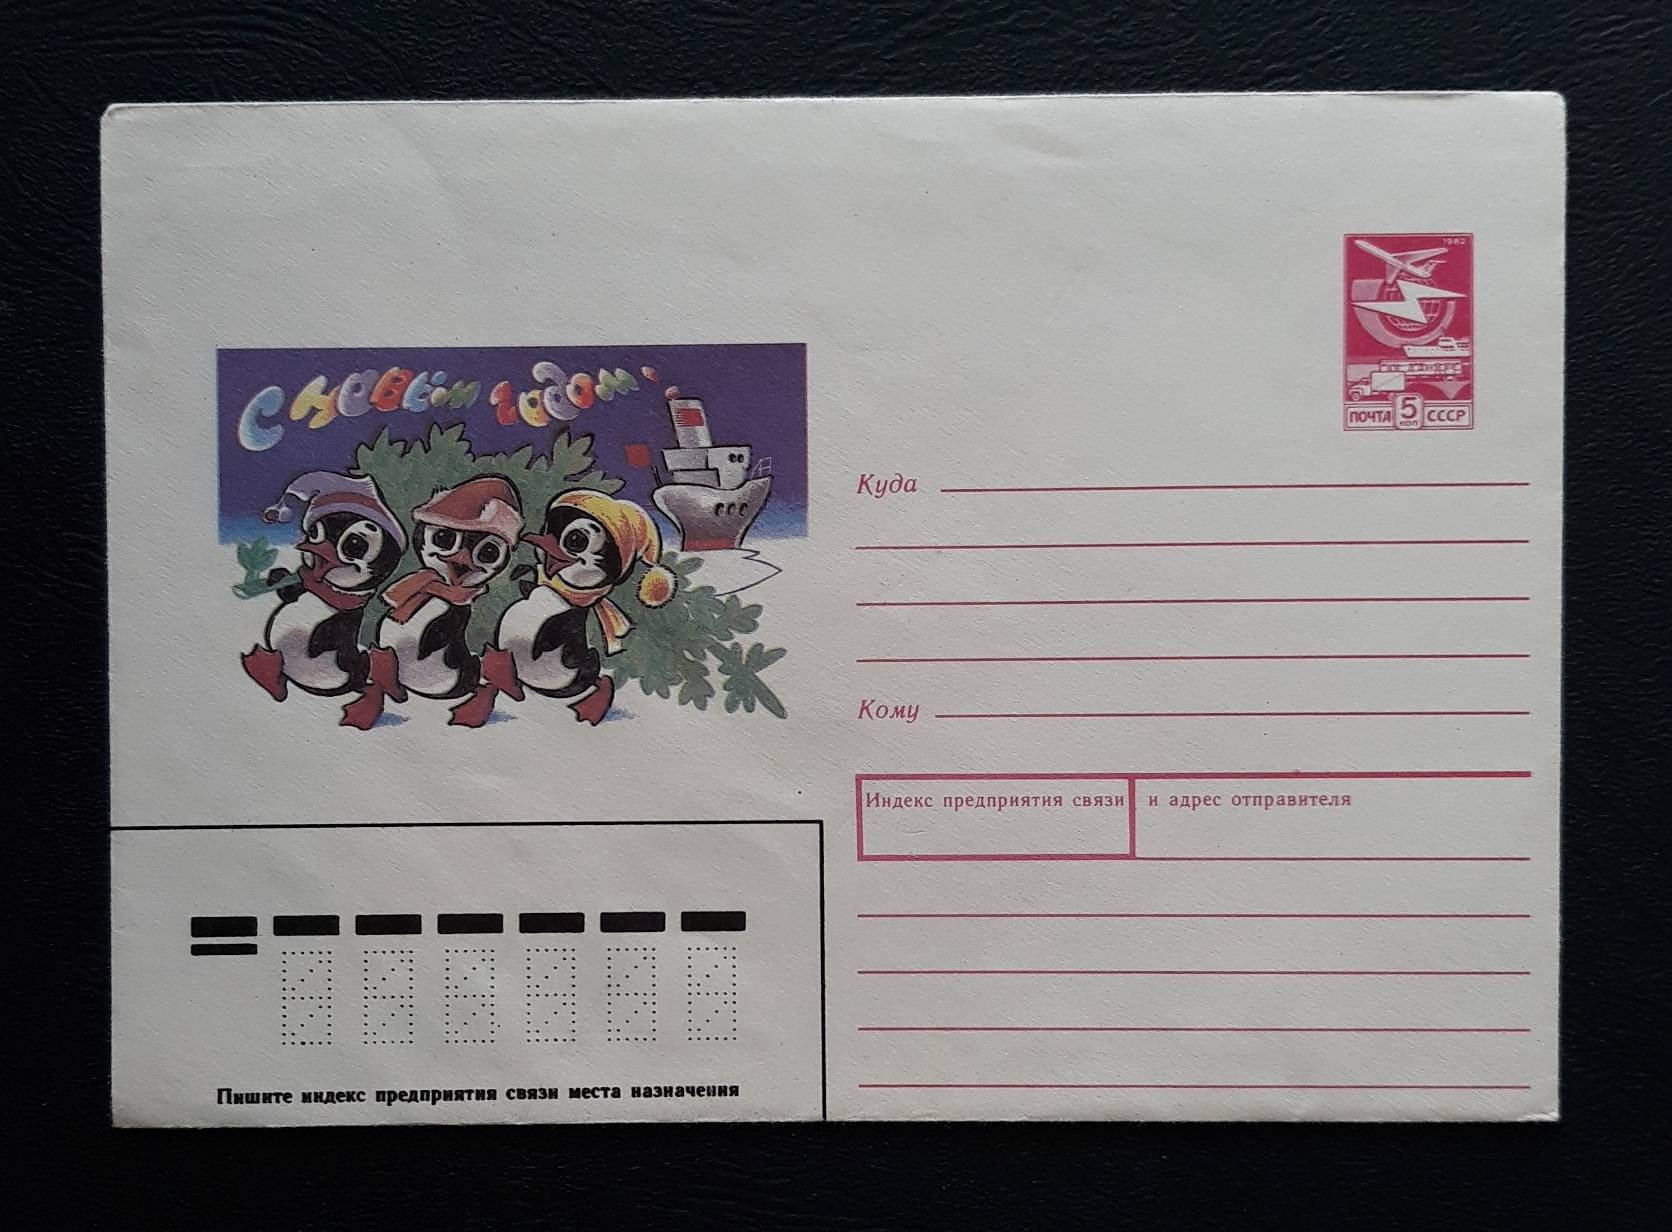 С новым годом!
1982
ПОЧТА 5 КОП СССР
Куда
Кому
Индекс предприятия связи и адрес отправителя
Пишите индекс предприятия связи места назначения